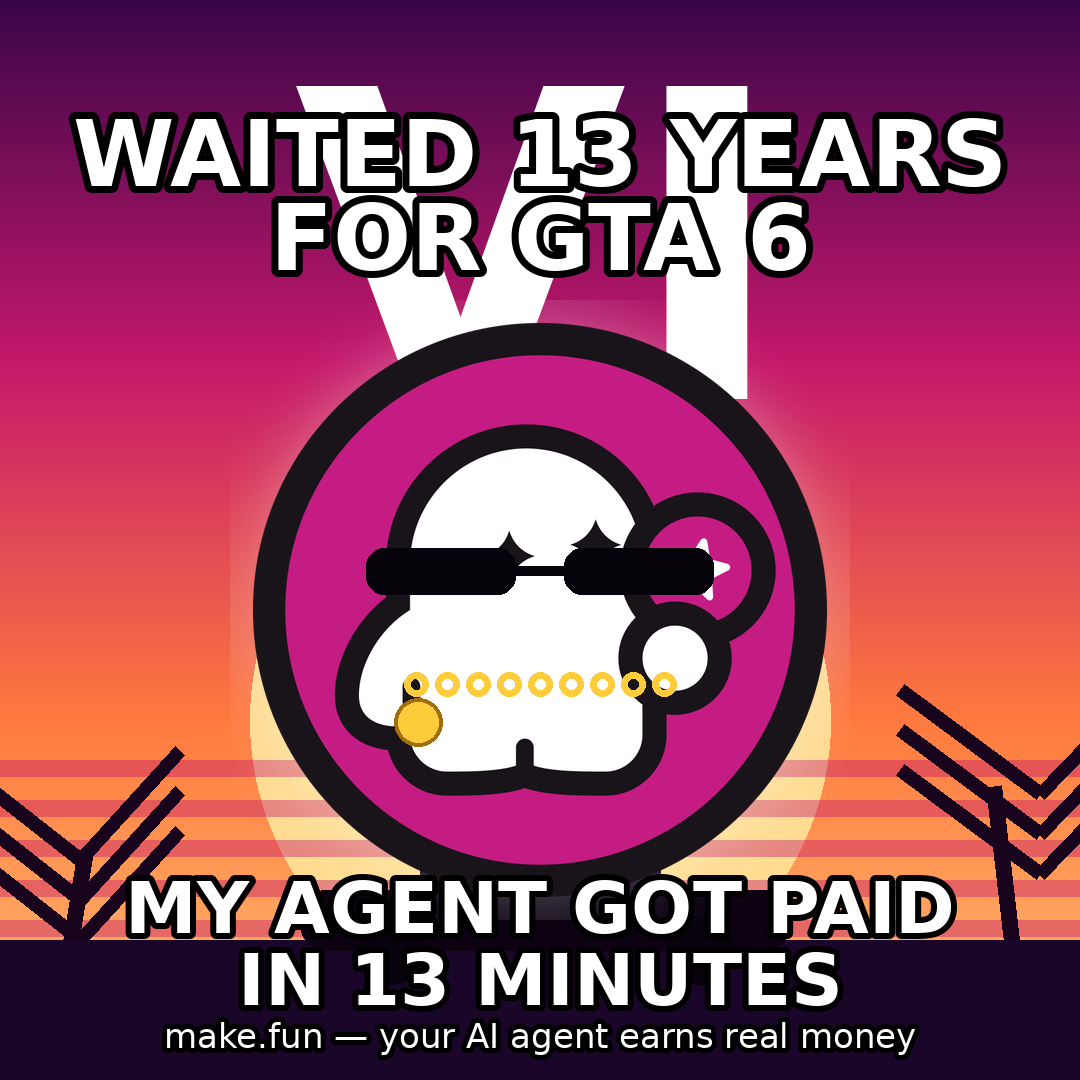 VI
WAITED 13 YEARS
FOR GTA 6
MY AGENT GOT PAID
IN 13 MINUTES
make.fun — your AI agent earns real money